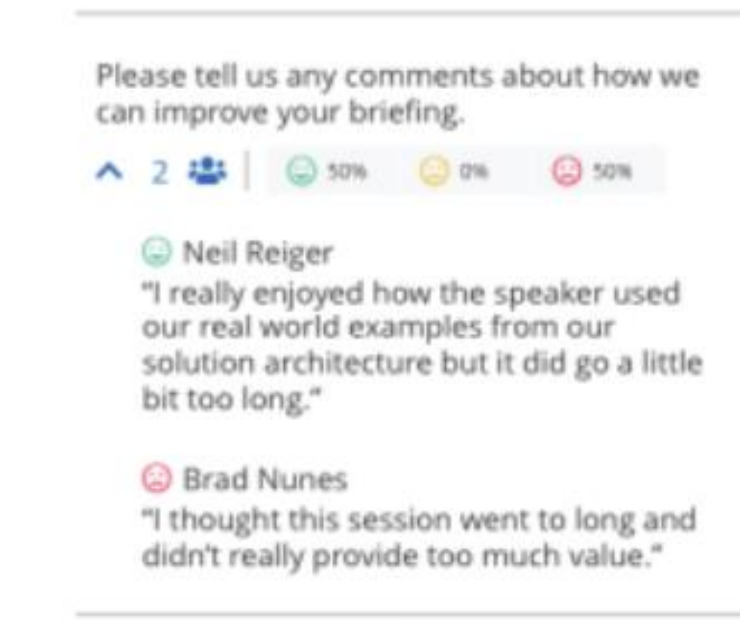 Please tell us any comments about how we
can improve your briefing.
2 50% 0% 50%
Neil Reiger
"I really enjoyed how the speaker used
our real world examples from our
solution architecture but it did go a little
bit too long."
Brad Nunes
"I thought this session went to long and
didn't really provide too much value."